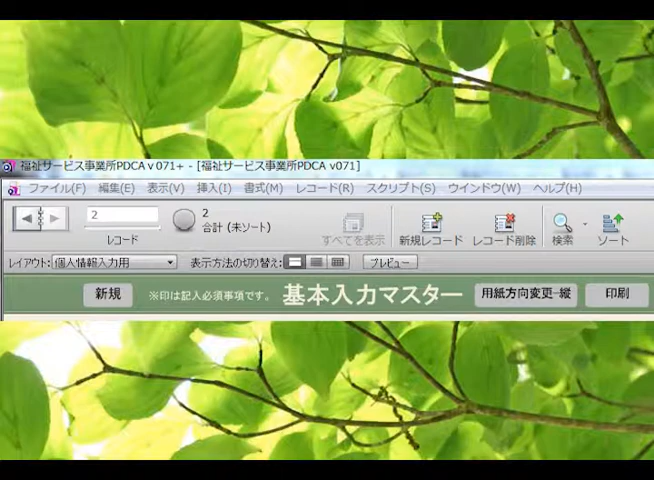 福祉サービス事業所PDCA v 071+ - [福祉サービス事業所PDCA v071]
ファイル(F) 編集(E) 表示(V) 挿入(I) 書式(M) レコード(R) スクリプト(S) ウインドウ(W) ヘルプ(H)
2
2
合計 (未ソート)
レコード
すべてを表示 新規レコード レコード削除 検索 ソート
レイアウト: 個人情報入力用 表示方法の切り替え: プレビュー
新規 ※印は記入必須事項です。 基本入力マスター 用紙方向変更-縦 印刷